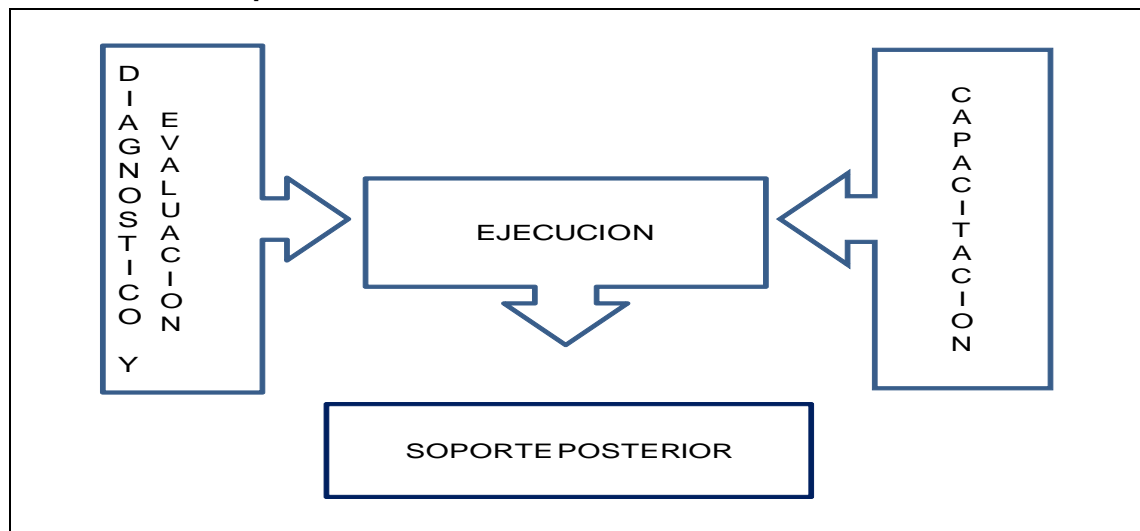 DIAGNOSTICO Y
EVALUACION
EJECUCION
CAPACITACION
SOPORTE POSTERIOR